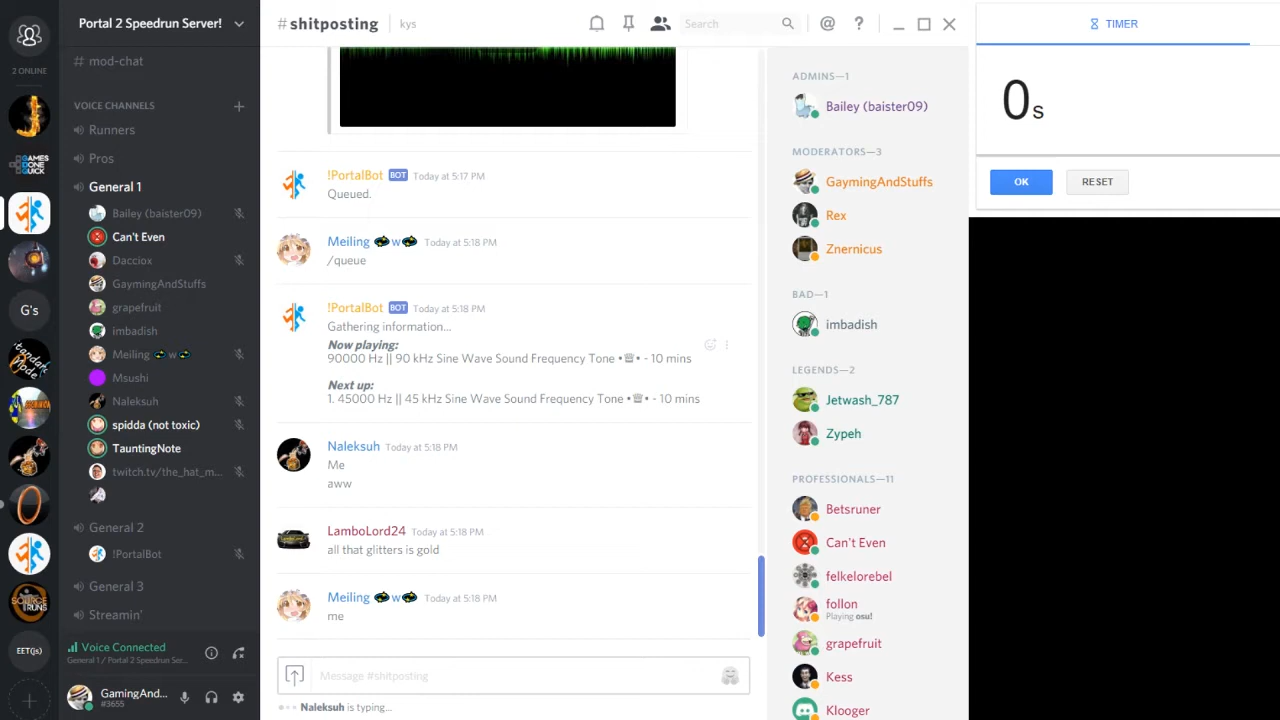 2 ONLINE
GAMES DONE QUICK
G's
EET(js)
Portal 2 Speedrun Server!
# mod-chat
VOICE CHANNELS
Runners
Pros
General 1
Bailey (baister09)
Can't Even
Dacciox
GaymingAndStuffs
grapefruit
imbadish
Meiling w
Msushi
Naleksuh
spidda (not toxic)
TauntingNote
twitch.tv/the_hat_m...
General 2
!PortalBot
General 3
Streamin'
Voice Connected
General 1 / Portal 2 Speedrun Ser...
GamingAnd...
#3655
#shitposting
kys
Search
!PortalBot BOT Today at 5:17 PM
Queued.
Meiling w Today at 5:18 PM
/queue
!PortalBot BOT Today at 5:18 PM
Gathering information...
Now playing:
90000 Hz || 90 kHz Sine Wave Sound Frequency Tone •♕• - 10 mins
Next up:
1. 45000 Hz || 45 kHz Sine Wave Sound Frequency Tone •♕• - 10 mins
Naleksuh Today at 5:18 PM
Me
aww
LamboLord24 Today at 5:18 PM
all that glitters is gold
Meiling w Today at 5:18 PM
me
Message #shitposting
Naleksuh is typing...
ADMINS—1
Bailey (baister09)
MODERATORS—3
GaymingAndStuffs
Rex
Znernicus
BAD—1
imbadish
LEGENDS—2
Jetwash_787
Zypeh
PROFESSIONALS—11
Betsruner
Can't Even
felkelorebel
follon
Playing osu!
grapefruit
Kess
Klooger
TIMER
0s
OK
RESET